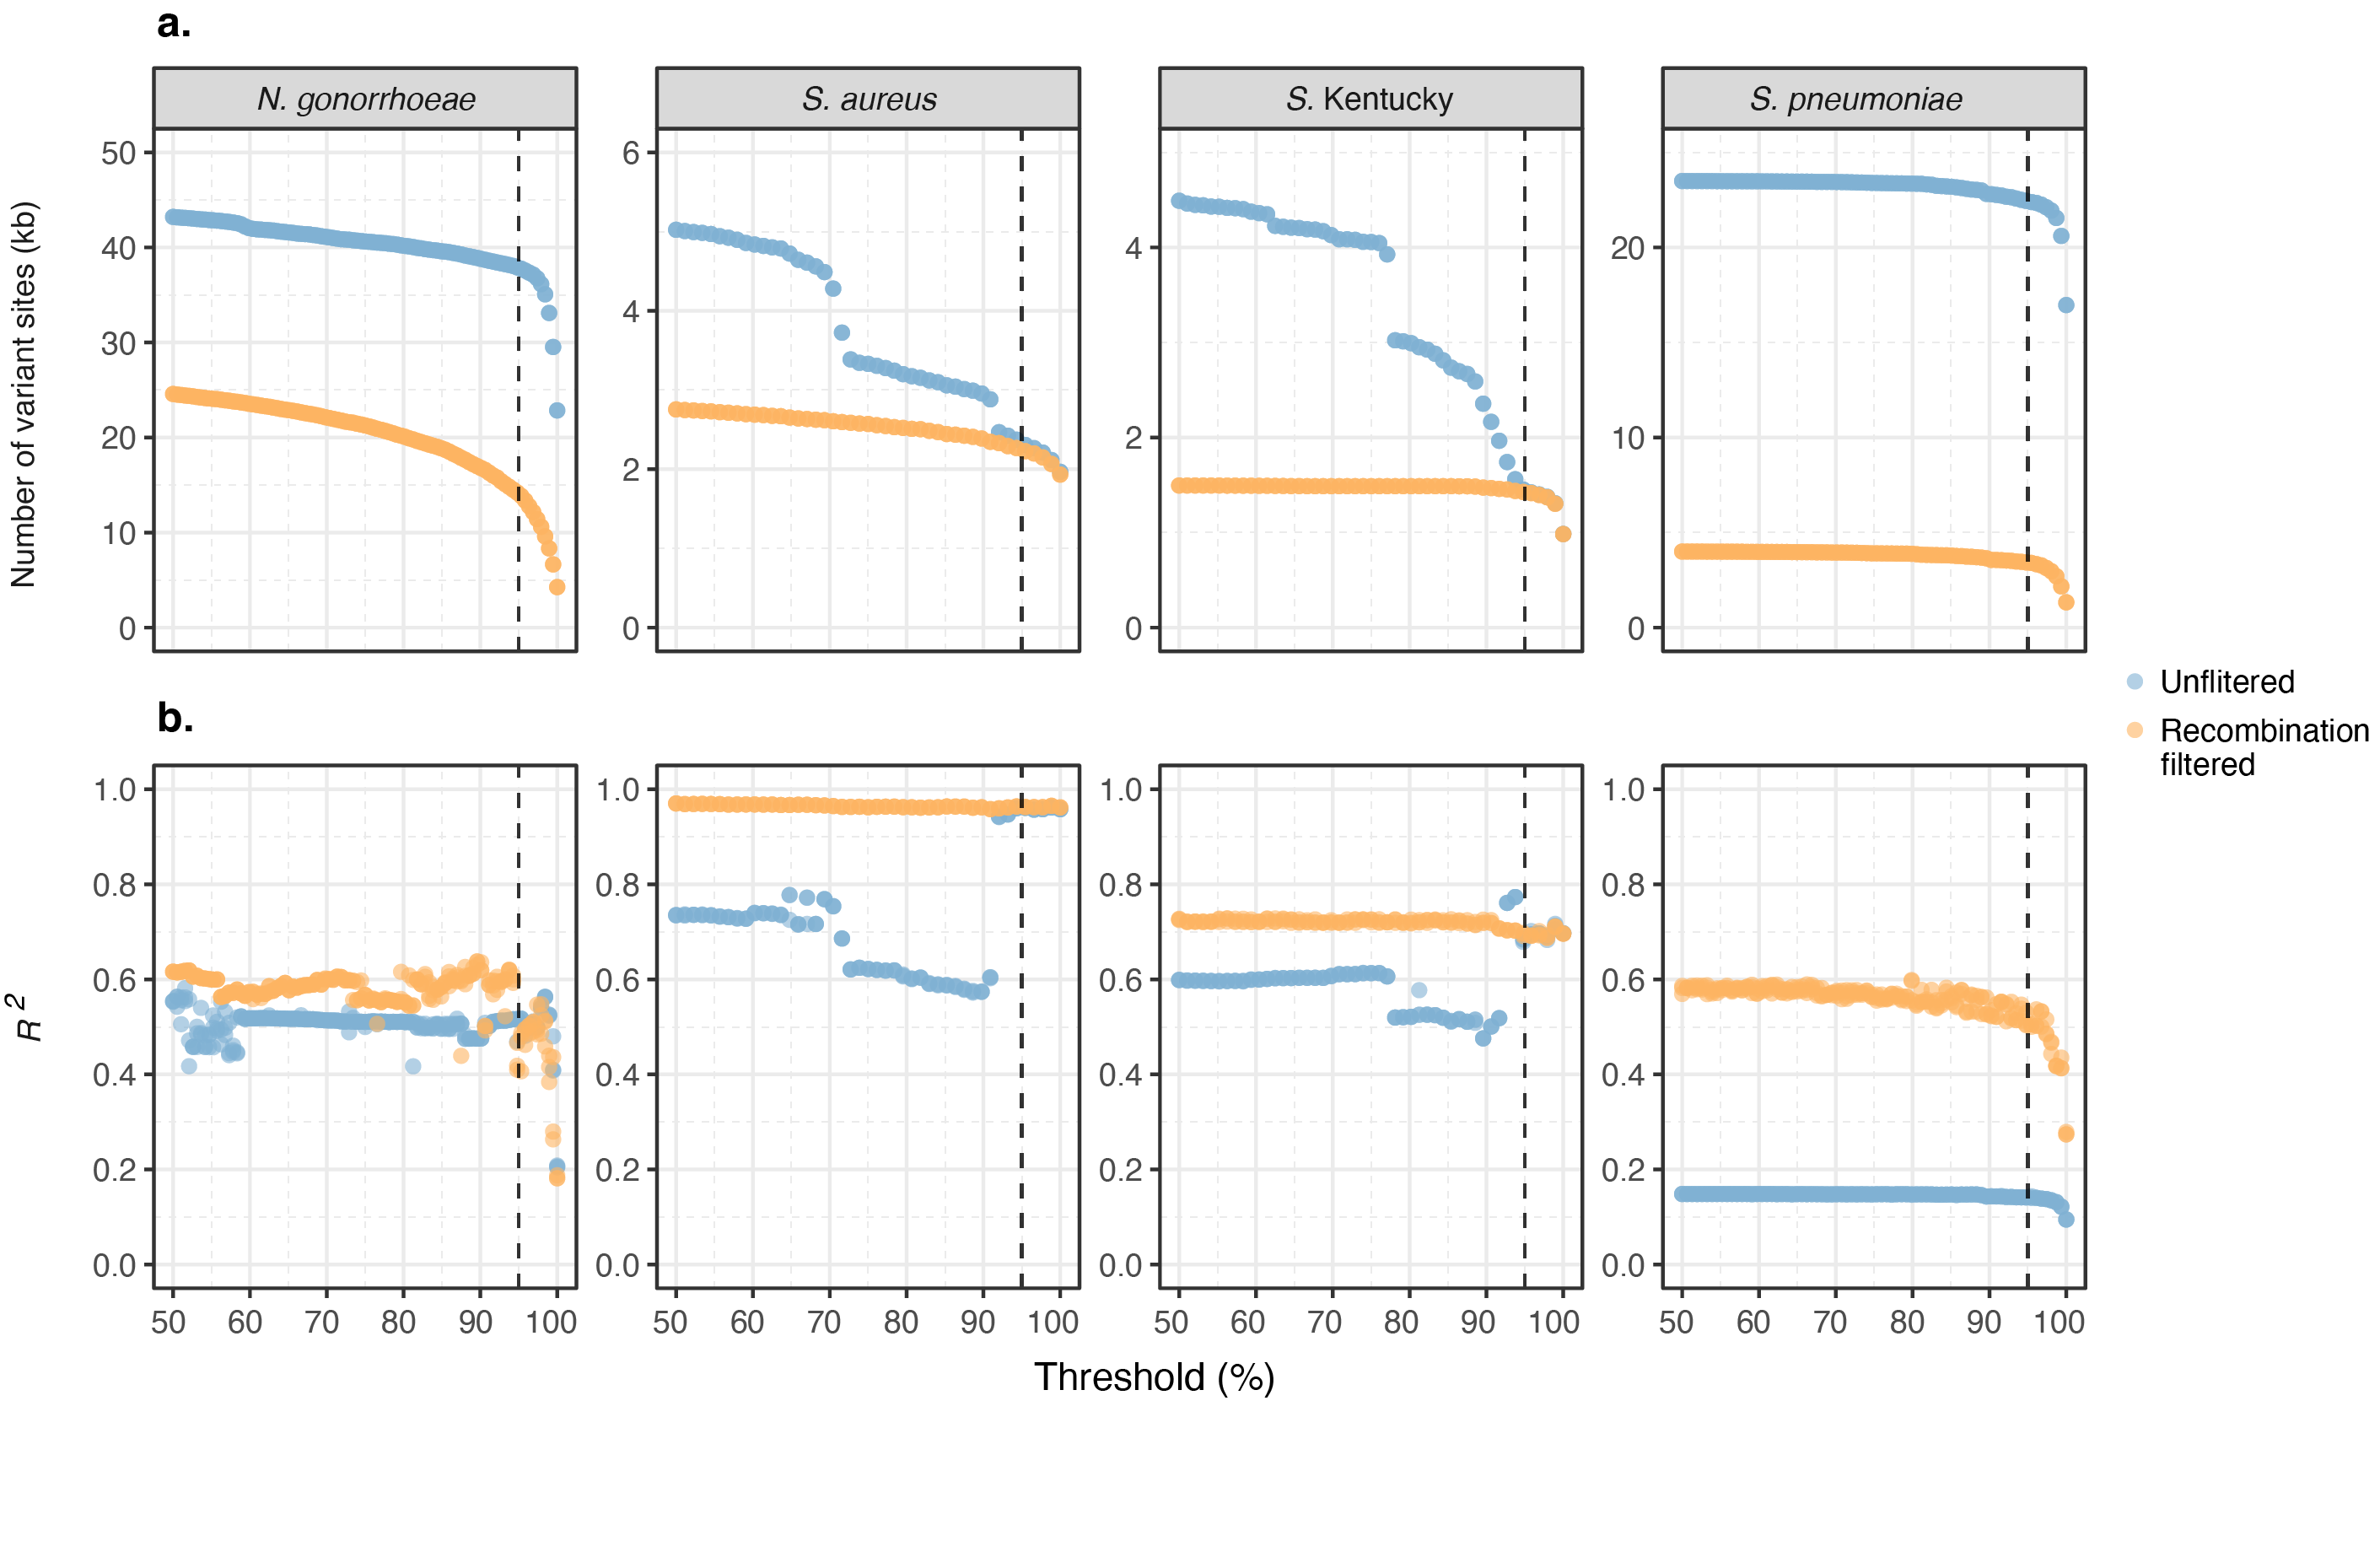 a.
N. gonorrhoeae
S. aureus
S. Kentucky
S. pneumoniae
Number of variant sites (kb)
50
40
30
20
10
0
6
4
2
0
4
2
0
20
10
0
Unflitered
Recombination
filtered
b.
R 2
1.0
0.8
0.6
0.4
0.2
0.0
1.0
0.8
0.6
0.4
0.2
0.0
1.0
0.8
0.6
0.4
0.2
0.0
1.0
0.8
0.6
0.4
0.2
0.0
50 60 70 80 90 100
50 60 70 80 90 100
50 60 70 80 90 100
50 60 70 80 90 100
Threshold (%)